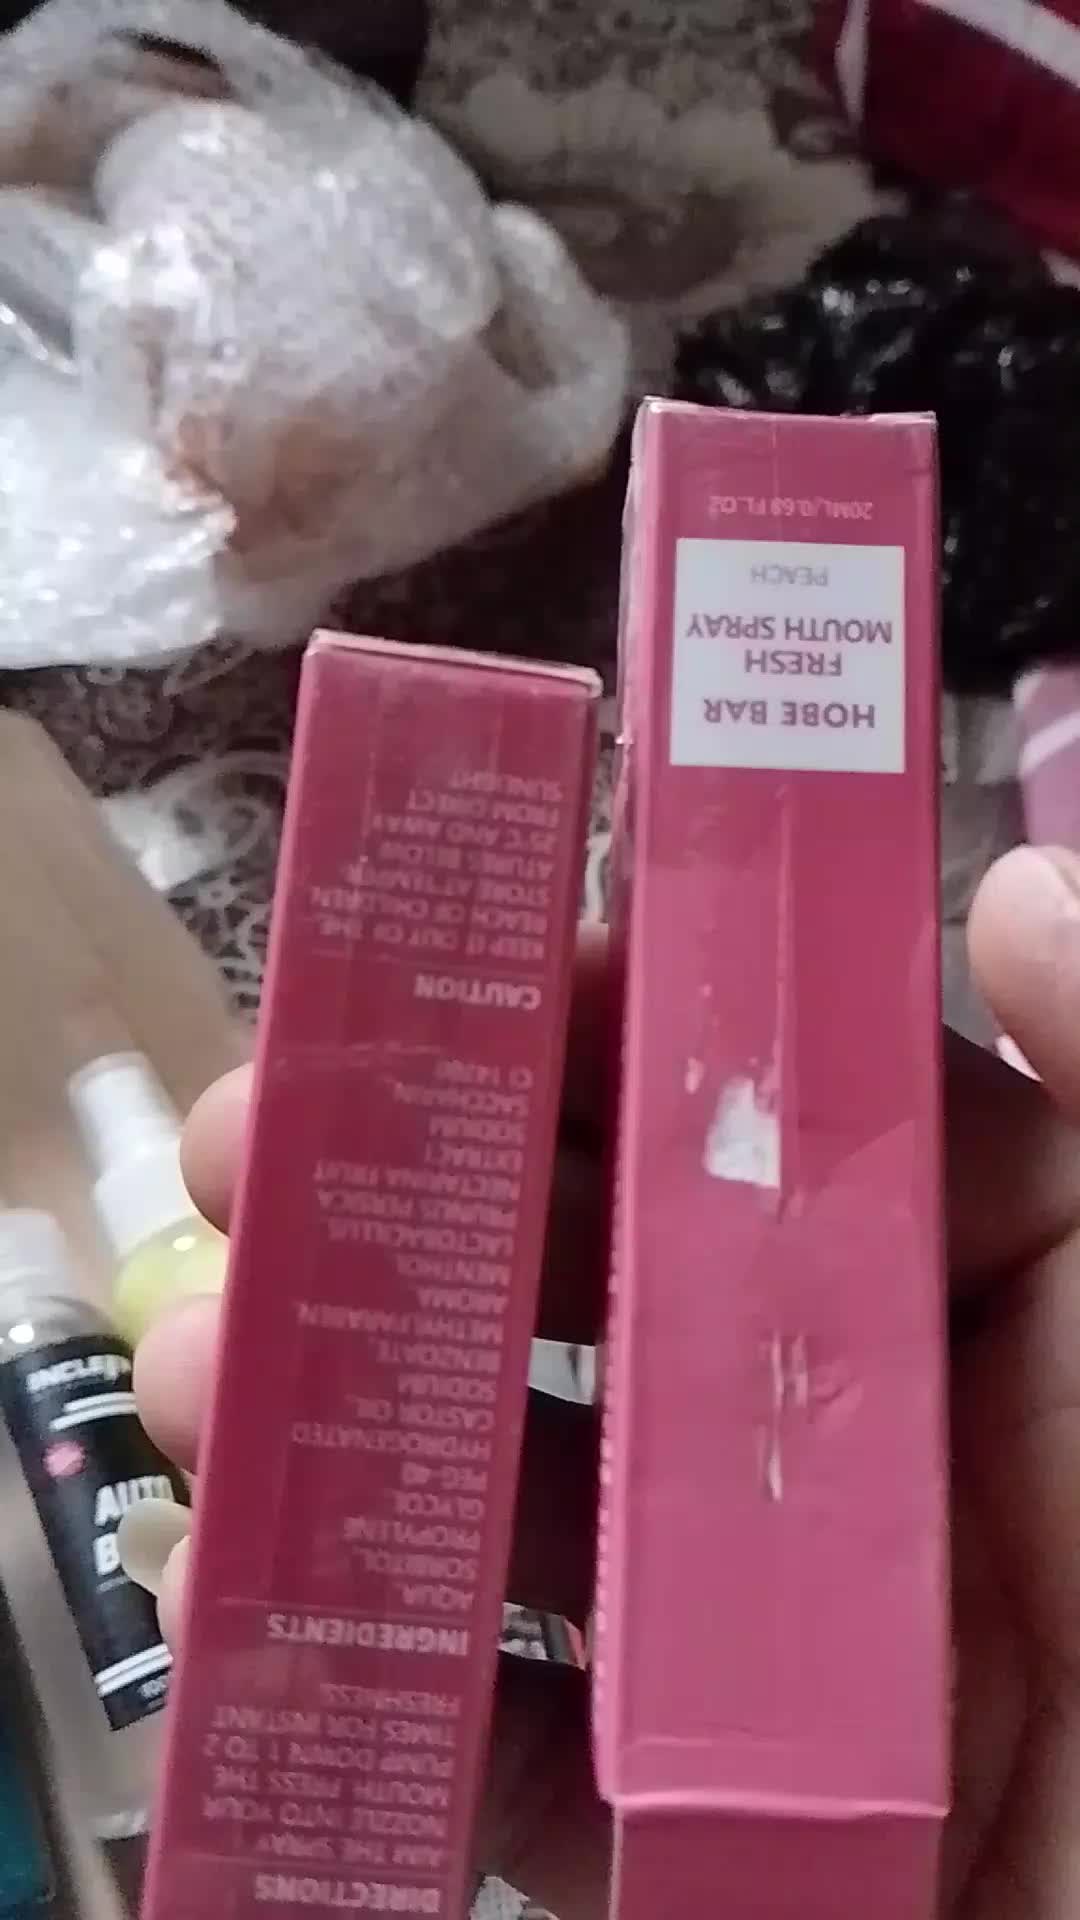 HOBE BAR
FRESH
MOUTH SPRAY
PEACH
20ML/0.68 FL.OZ
DIRECTIONS
AIM THE SPRAY
NOZZLE INTO YOUR
MOUTH PRESS THE
PUMP DOWN 1 TO 2
TIMES FOR INSTANT
FRESHNESS.
INGREDIENTS
AQUA,
SORBITOL,
PROPYLENE
GLYCOL,
PEG-40
HYDROGENATED
CASTOR OIL,
SODIUM
BENZOATE,
METHYLPARABEN,
AROMA,
MENTHOL,
LACTOBACILLUS,
PRUNUS PERSICA
NECTARINA FRUIT
EXTRACT,
SODIUM
SACCHARIN,
CI
CAUTION
KEEP IT OUT OF THE
REACH OF CHILDREN.
STORE AT TEMPER-
ATURES BELOW
25°C AND AWAY
FROM DIRECT
SUNLIGHT